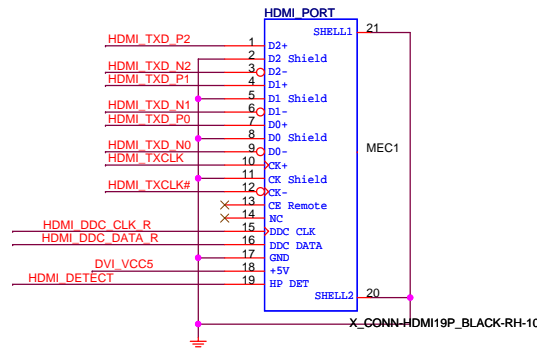 HDMI_PORT
SHELL1 21
HDMI_TXD_P2 1 D2+
2 D2 Shield
HDMI_TXD_N2 3 D2-
HDMI_TXD_P1 4 D1+
5 D1 Shield
HDMI_TXD_N1 6 D1-
HDMI_TXD_P0 7 D0+
8 D0 Shield
MEC1
HDMI_TXD_N0 9 D0-
HDMI_TXCLK 10 CK+
11 CK Shield
HDMI_TXCLK# 12 CK-
13 CE Remote
14 NC
HDMI_DDC_CLK_R 15 DDC CLK
HDMI_DDC_DATA_R 16 DDC DATA
17 GND
DVI_VCC5 18 +5V
HDMI_DETECT 19 HP DET
SHELL2 20
X_CONN-HDMI19P_BLACK-RH-10